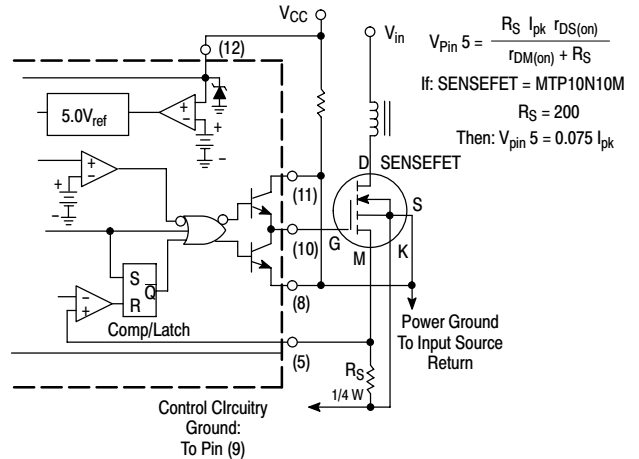 VCC
Vin
(12)
VPin 5 = RS Ipk rDS(on)
rDM(on) + RS
If: SENSEFET = MTP10N10M
RS = 200
Then: Vpin 5 = 0.075 Ipk
5.0Vref
+
-
+
-
+
-
+
-
D SENSEFET
(11)
S
(10)
G
M
K
S
Q
R
-
+
Comp/Latch
(8)
(5)
Power Ground
To Input Source
Return
RS
1/4 W
Control CIrcuitry
Ground:
To Pin (9)